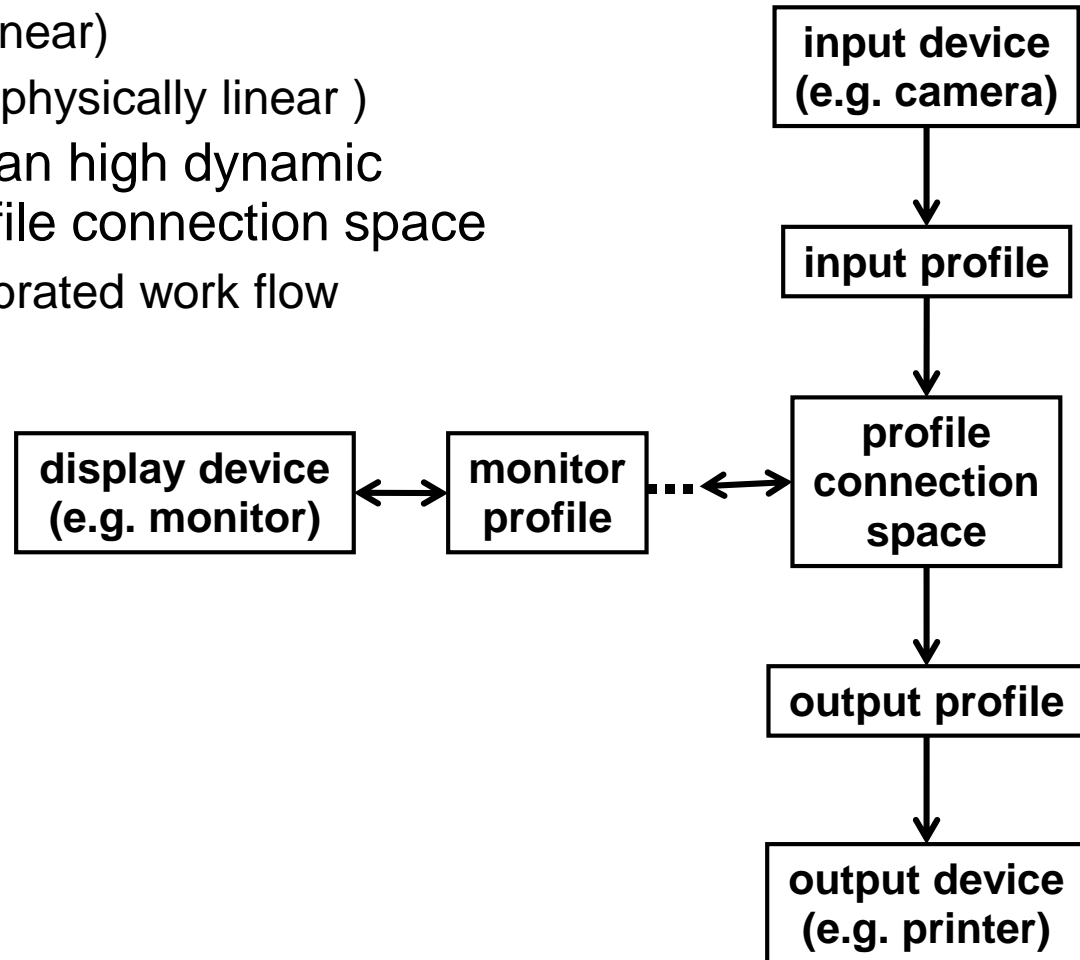 near)
physically linear )
an high dynamic
file connection space
orated work flow
input device
(e.g. camera)
input profile
profile
connection
space
display device
(e.g. monitor)
monitor
profile
output profile
output device
(e.g. printer)